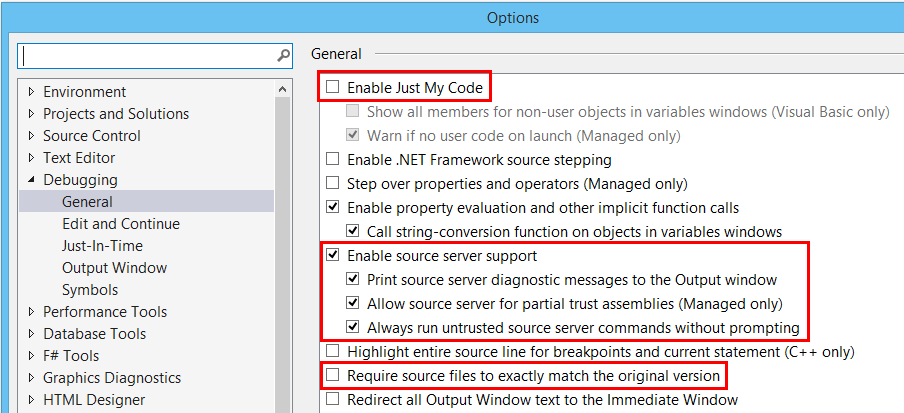 Options
General
Environment
Projects and Solutions
Source Control
Text Editor
Debugging
General
Edit and Continue
Just-In-Time
Output Window
Symbols
Performance Tools
Database Tools
F# Tools
Graphics Diagnostics
HTML Designer
Enable Just My Code
Show all members for non-user objects in variables windows (Visual Basic only)
Warn if no user code on launch (Managed only)
Enable .NET Framework source stepping
Step over properties and operators (Managed only)
Enable property evaluation and other implicit function calls
Call string-conversion function on objects in variables windows
Enable source server support
Print source server diagnostic messages to the Output window
Allow source server for partial trust assemblies (Managed only)
Always run untrusted source server commands without prompting
Highlight entire source line for breakpoints and current statement (C++ only)
Require source files to exactly match the original version
Redirect all Output Window text to the Immediate Window